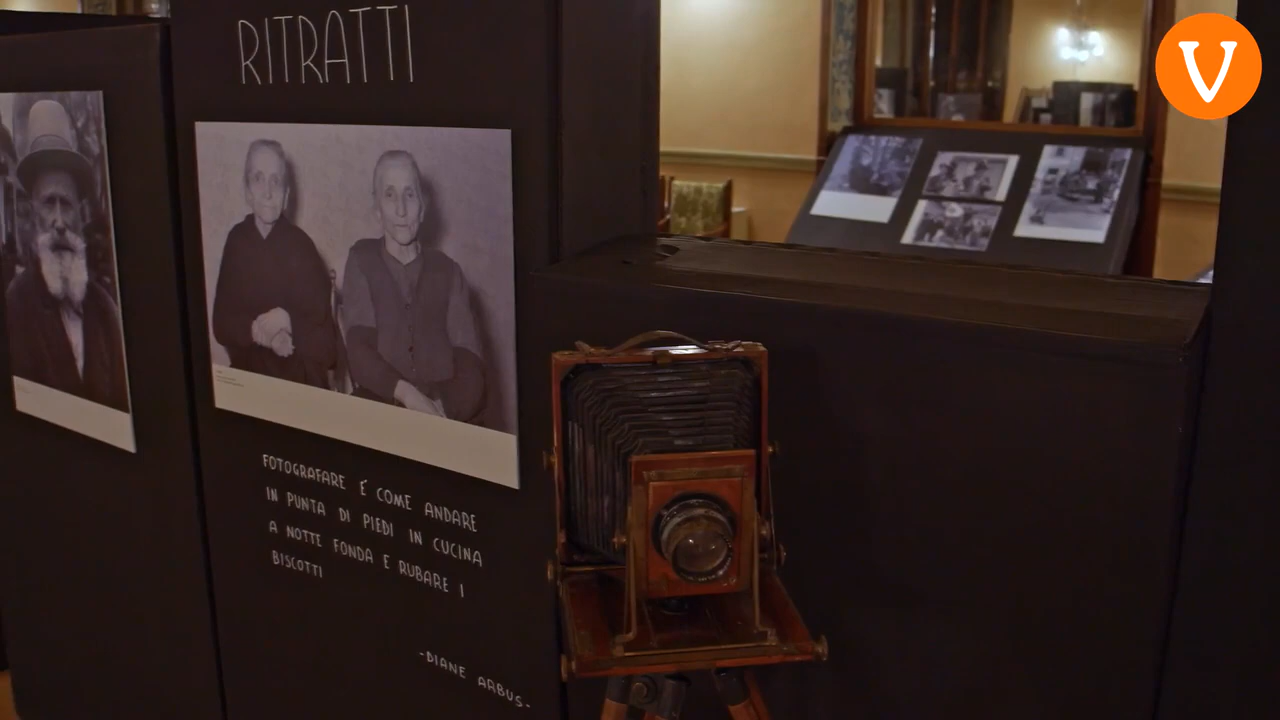 V
RITRATTI
FOTOGRAFARE É COME ANDARE
IN PUNTA DI PIEDI IN CUCINA
A NOTTE FONDA E RUBARE I
BISCOTTI
-DIANE ARBUS-